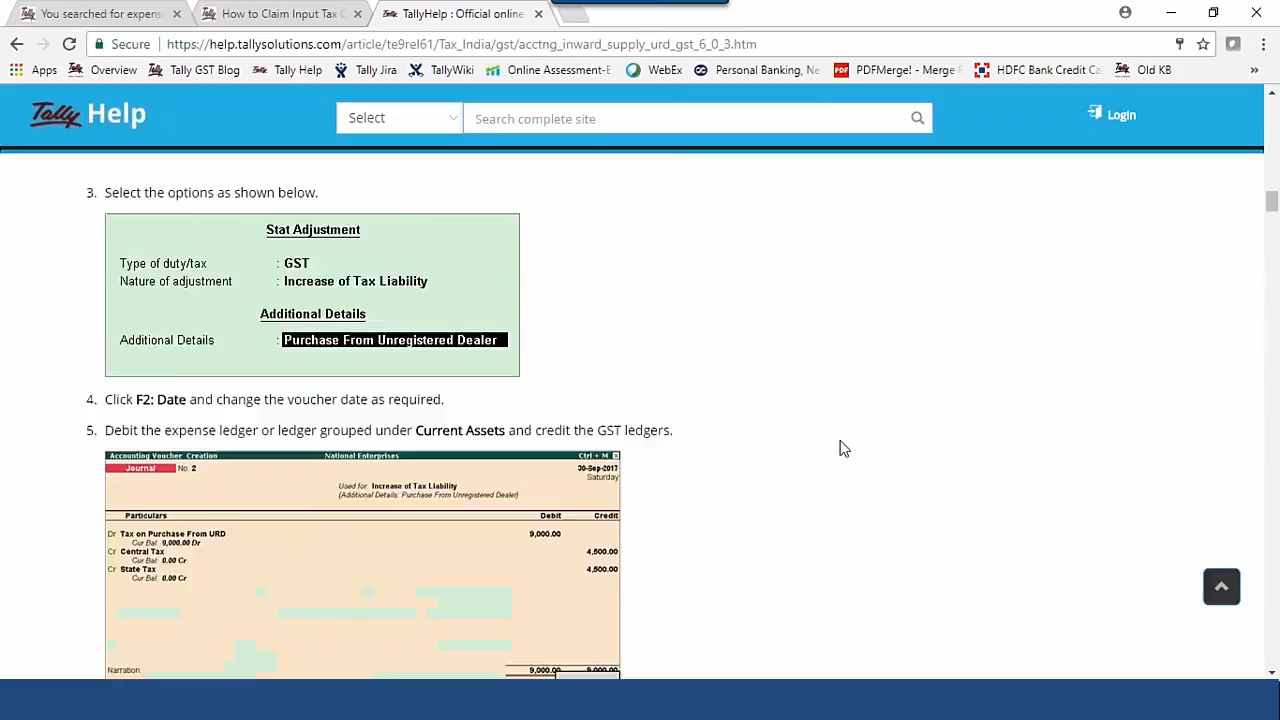 You searched for expens
How to Claim Input Tax C
TallyHelp : Official online
Secure https://help.tallysolutions.com/article/te9rel61/Tax_India/gst/acctng_inward_supply_urd_gst_6_0_3.htm
Apps Overview Tally GST Blog Tally Help Tally Jira TallyWiki Online Assessment-E WebEx Personal Banking, Ne PDF PDFMerge! - Merge F HDFC Bank Credit Ca Old KB
Tally Help Select Search complete site Login
3. Select the options as shown below.
Stat Adjustment
Type of duty/tax : GST
Nature of adjustment : Increase of Tax Liability
Additional Details
Additional Details : Purchase From Unregistered Dealer
4. Click F2: Date and change the voucher date as required.
5. Debit the expense ledger or ledger grouped under Current Assets and credit the GST ledgers.
Accounting Voucher Creation National Enterprises Ctrl + M
Journal No. 2 30-Sep-2017
Saturday
Used for: Increase of Tax Liability
(Additional Details: Purchase From Unregistered Dealer)
Particulars Debit Credit
Dr Tax on Purchase From URD 9,000.00
Cur Bal: 9,000.00 Dr
Cr Central Tax 4,500.00
Cur Bal: 0.00 Cr
Cr State Tax 4,500.00
Cur Bal: 0.00 Cr
Narration: 9,000.00 9,000.00